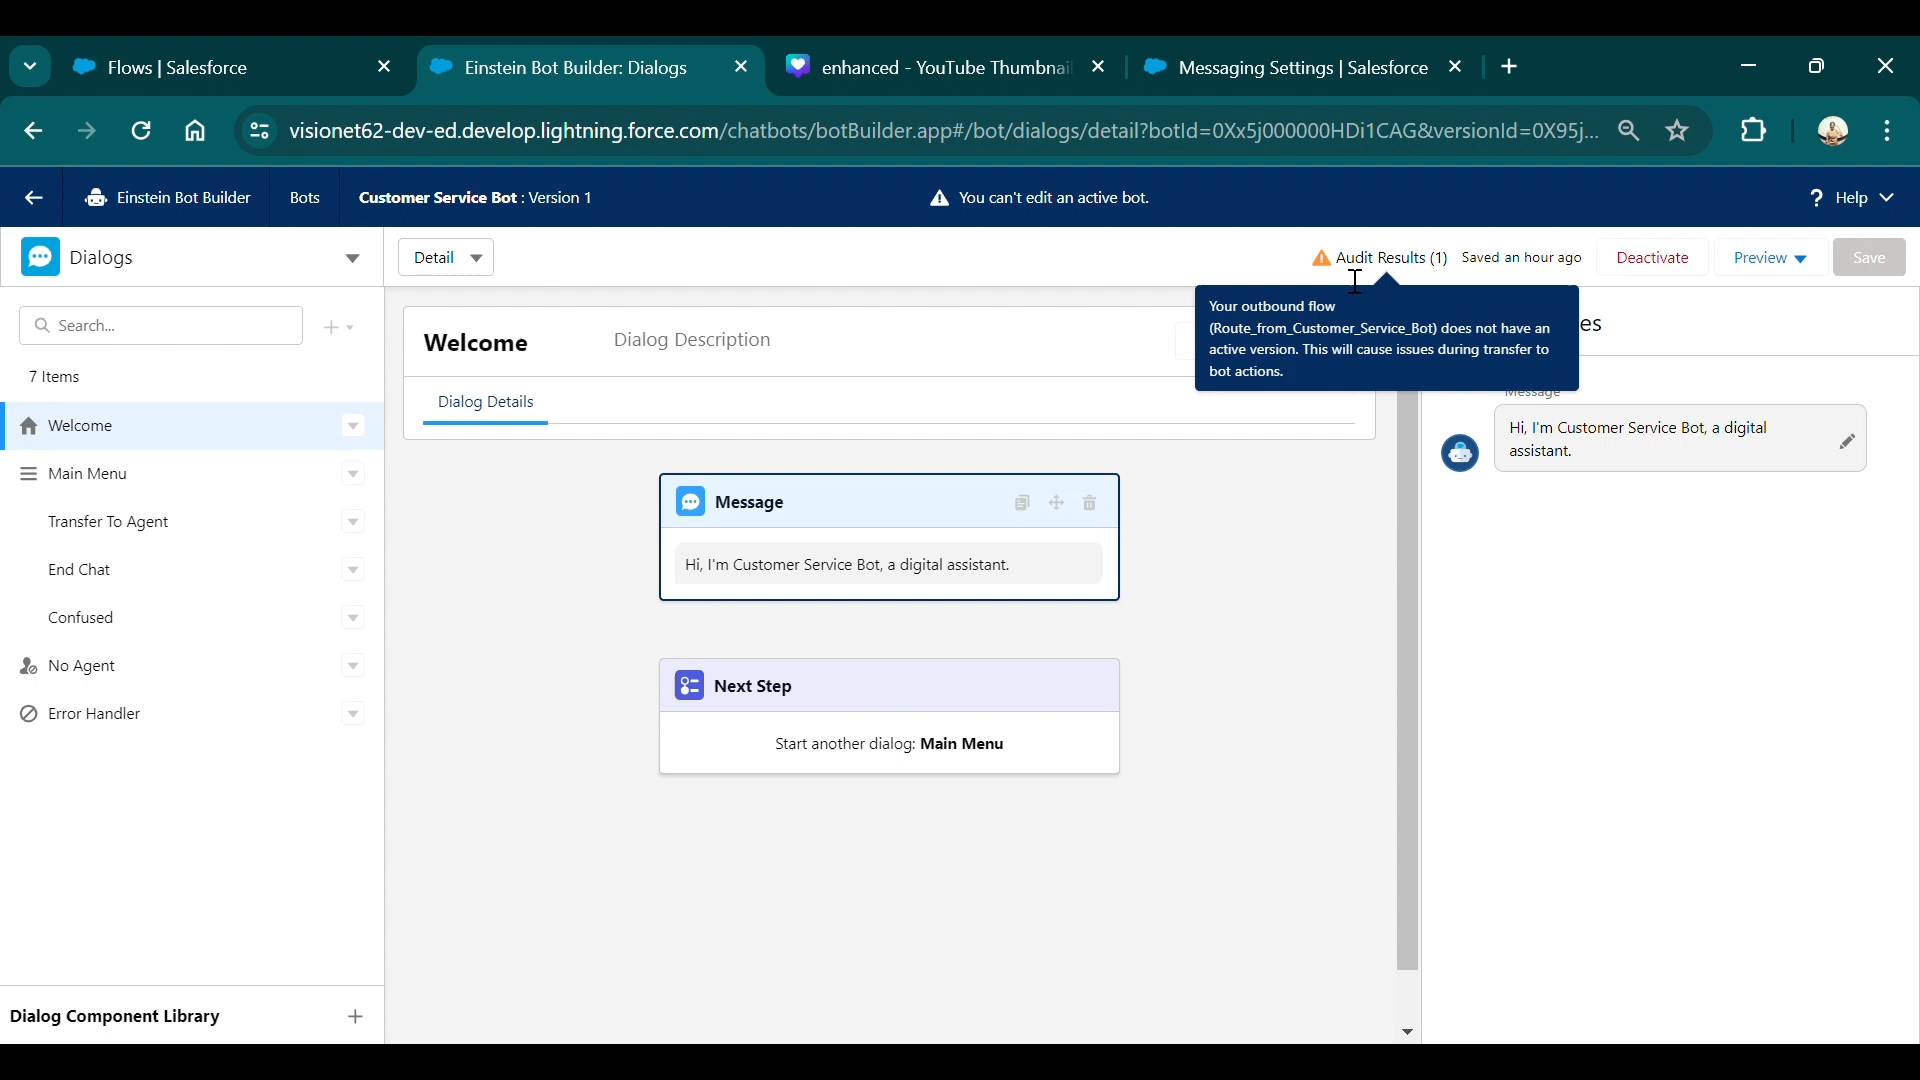 Flows | Salesforce
Einstein Bot Builder: Dialogs
enhanced - YouTube Thumbnail
Messaging Settings | Salesforce
visionet62-dev-ed.develop.lightning.force.com/chatbots/botBuilder.app#/bot/dialogs/detail?botId=0Xx5j000000HDi1CAG&versionId=0X95j...
Einstein Bot Builder
Bots
Customer Service Bot : Version 1
You can't edit an active bot.
? Help
Dialogs
Detail
Audit Results (1)
Saved an hour ago
Deactivate
Preview
Save
Your outbound flow
(Route_from_Customer_Service_Bot) does not have an
active version. This will cause issues during transfer to
bot actions.
Search...
7 Items
Welcome
Main Menu
Transfer To Agent
End Chat
Confused
No Agent
Error Handler
Dialog Component Library
Welcome
Dialog Description
Dialog Details
Message
Hi, I'm Customer Service Bot, a digital assistant.
Next Step
Start another dialog: Main Menu
es
Message
Hi, I'm Customer Service Bot, a digital
assistant.